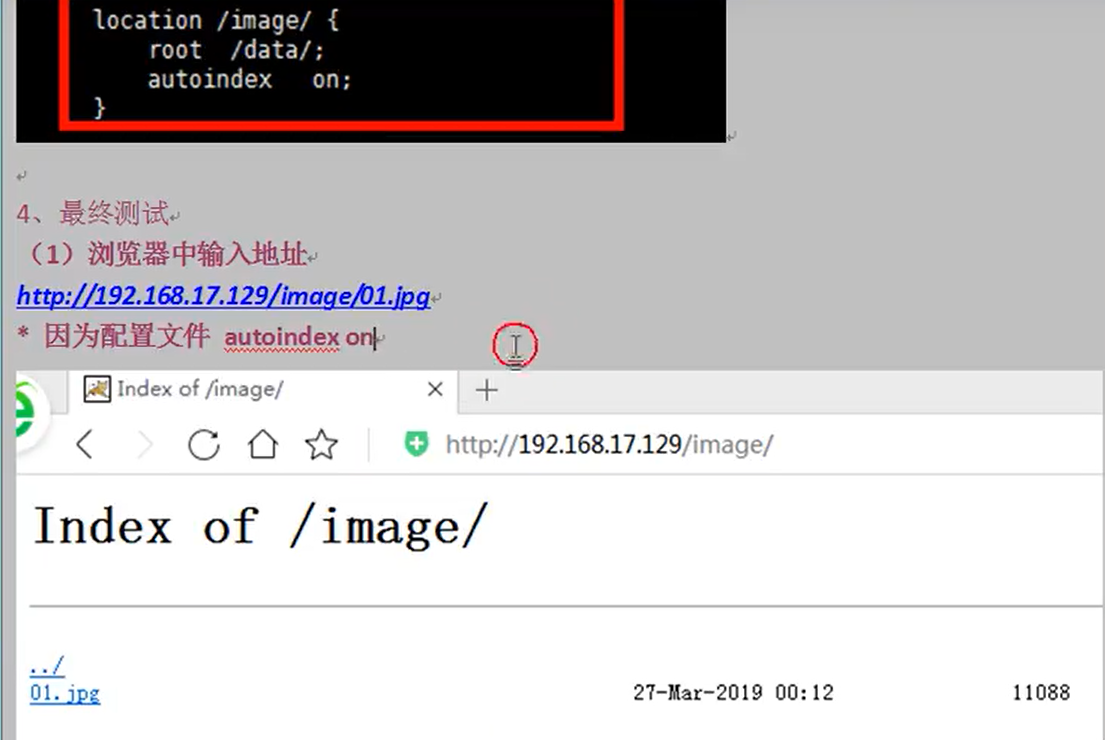 location /image/ {
root /data/;
autoindex on;
}
4、最终测试
（1）浏览器中输入地址
http://192.168.17.129/image/01.jpg
* 因为配置文件 autoindex on
Index of /image/
http://192.168.17.129/image/
Index of /image/
../
01.jpg 27-Mar-2019 00:12 11088